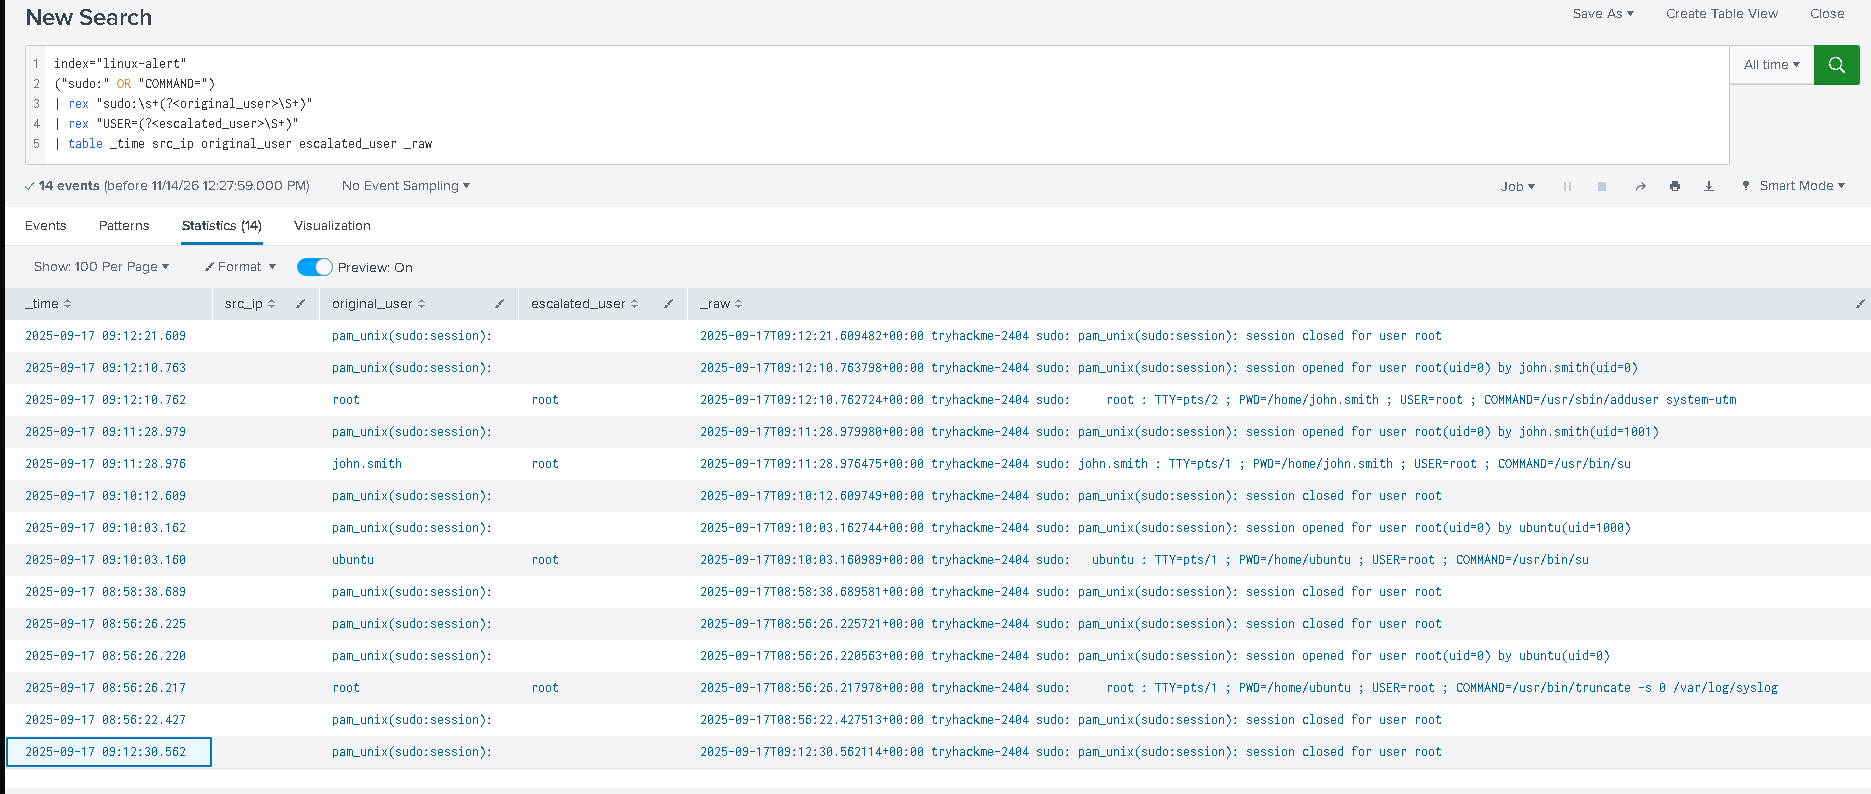 New Search
Save As ▾ Create Table View Close
1 index="linux-alert"
2 ("sudo:" OR "COMMAND=")
3 | rex "sudo:\s+(?<original_user>\S+)"
4 | rex "USER=(?<escalated_user>\S+)"
5 | table _time src_ip original_user escalated_user _raw
All time ▾
✓ 14 events (before 11/14/26 12:27:59.000 PM) No Event Sampling ▾
Job ▾ Smart Mode ▾
Events Patterns Statistics (14) Visualization
Show: 100 Per Page ▾ Format ▾ Preview: On
_time src_ip original_user escalated_user _raw
2025-09-17 09:12:21.609 pam_unix(sudo:session): 2025-09-17T09:12:21.609482+00:00 tryhackme-2404 sudo: pam_unix(sudo:session): session closed for user root
2025-09-17 09:12:10.763 pam_unix(sudo:session): 2025-09-17T09:12:10.763798+00:00 tryhackme-2404 sudo: pam_unix(sudo:session): session opened for user root(uid=0) by john.smith(uid=0)
2025-09-17 09:12:10.762 root root 2025-09-17T09:12:10.762724+00:00 tryhackme-2404 sudo: root : TTY=pts/2 ; PWD=/home/john.smith ; USER=root ; COMMAND=/usr/sbin/adduser system-utm
2025-09-17 09:11:28.979 pam_unix(sudo:session): 2025-09-17T09:11:28.979980+00:00 tryhackme-2404 sudo: pam_unix(sudo:session): session opened for user root(uid=0) by john.smith(uid=1001)
2025-09-17 09:11:28.976 john.smith root 2025-09-17T09:11:28.976475+00:00 tryhackme-2404 sudo: john.smith : TTY=pts/1 ; PWD=/home/john.smith ; USER=root ; COMMAND=/usr/bin/su
2025-09-17 09:10:12.609 pam_unix(sudo:session): 2025-09-17T09:10:12.609749+00:00 tryhackme-2404 sudo: pam_unix(sudo:session): session closed for user root
2025-09-17 09:10:03.162 pam_unix(sudo:session): 2025-09-17T09:10:03.162744+00:00 tryhackme-2404 sudo: pam_unix(sudo:session): session opened for user root(uid=0) by ubuntu(uid=1000)
2025-09-17 09:10:03.160 ubuntu root 2025-09-17T09:10:03.160989+00:00 tryhackme-2404 sudo: ubuntu : TTY=pts/1 ; PWD=/home/ubuntu ; USER=root ; COMMAND=/usr/bin/su
2025-09-17 08:58:38.689 pam_unix(sudo:session): 2025-09-17T08:58:38.689581+00:00 tryhackme-2404 sudo: pam_unix(sudo:session): session closed for user root
2025-09-17 08:56:26.225 pam_unix(sudo:session): 2025-09-17T08:56:26.225721+00:00 tryhackme-2404 sudo: pam_unix(sudo:session): session closed for user root
2025-09-17 08:56:26.220 pam_unix(sudo:session): 2025-09-17T08:56:26.220563+00:00 tryhackme-2404 sudo: pam_unix(sudo:session): session opened for user root(uid=0) by ubuntu(uid=0)
2025-09-17 08:56:26.217 root root 2025-09-17T08:56:26.217978+00:00 tryhackme-2404 sudo: root : TTY=pts/1 ; PWD=/home/ubuntu ; USER=root ; COMMAND=/usr/bin/truncate -s 0 /var/log/syslog
2025-09-17 08:56:22.427 pam_unix(sudo:session): 2025-09-17T08:56:22.427513+00:00 tryhackme-2404 sudo: pam_unix(sudo:session): session closed for user root
2025-09-17 09:12:30.562 pam_unix(sudo:session): 2025-09-17T09:12:30.562114+00:00 tryhackme-2404 sudo: pam_unix(sudo:session): session closed for user root